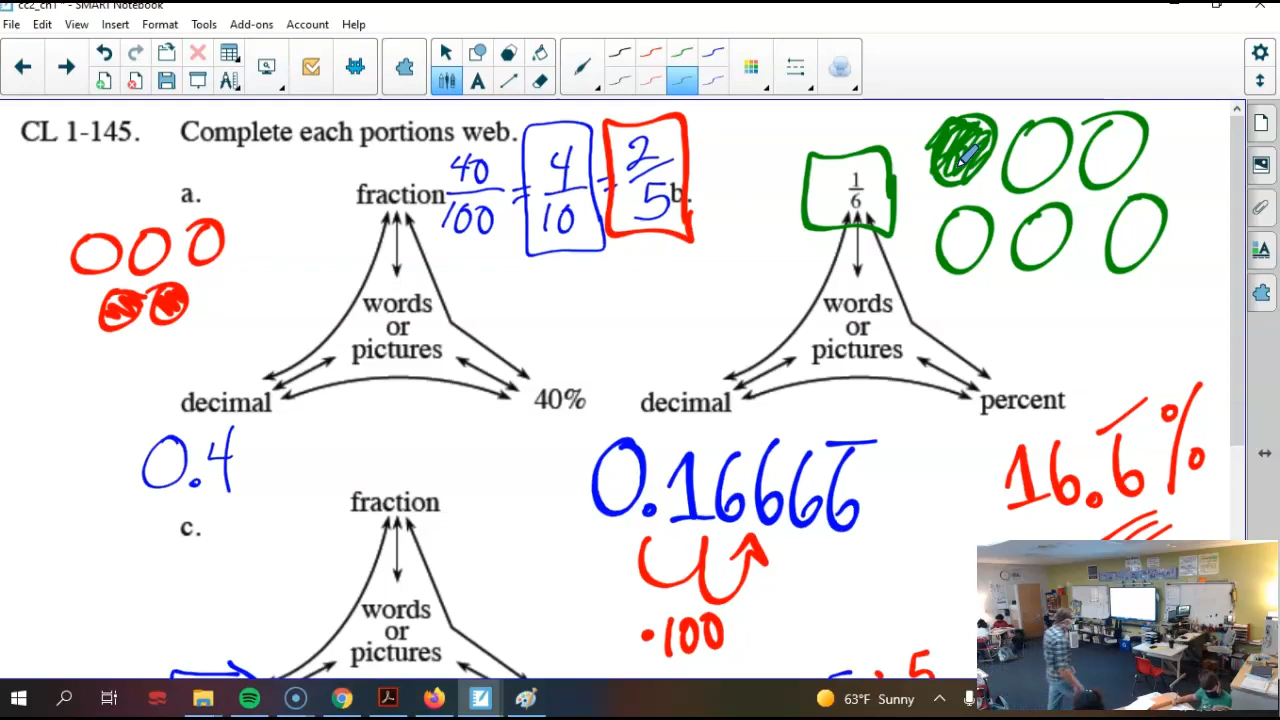 cc2_ch1 * - SMART Notebook
File Edit View Insert Format Tools Add-ons Account Help
CL 1-145. Complete each portions web.
a.
fraction
40/100 = 4/10 = 2/5
words
or
pictures
decimal
40%
0.4
b.
1/6
words
or
pictures
decimal
percent
0.16666̅
16.6̅%
·100
c.
fraction
words
or
pictures
5
63°F Sunny